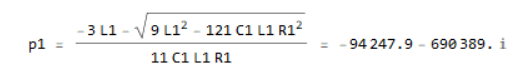 p1 = (-3 L1 - √(9 L1² - 121 C1 L1 R1²)) / (11 C1 L1 R1) = -94 247.9 - 690 389. i